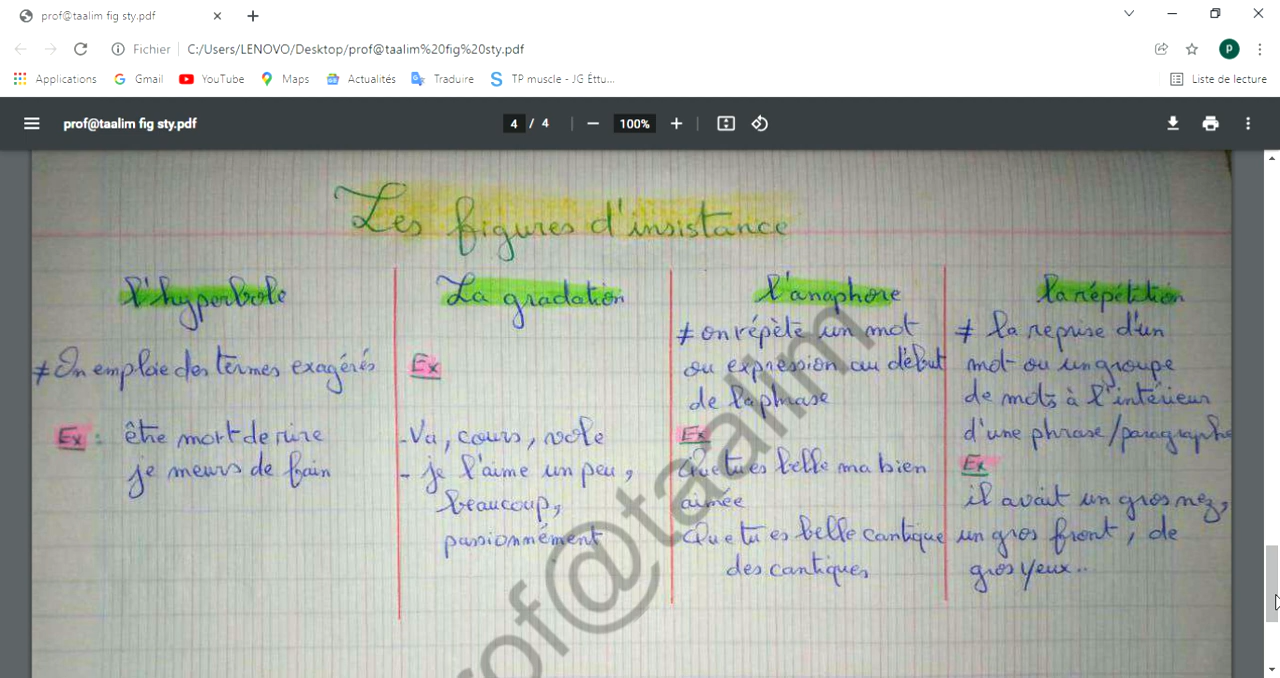 prof@taalim fig sty.pdf
Fichier C:/Users/LENOVO/Desktop/prof@taalim%20fig%20sty.pdf
P
Applications Gmail YouTube Maps Actualités Traduire TP muscle - JG Éttu... Liste de lecture
prof@taalim fig sty.pdf 4 / 4 100%
Les figures d'insistance
l'hyperbole
≠ On emploie des termes exagérés
Ex : être mort de rire
je meurs de fain
La gradation
Ex
- Va, cours, vole
- je l'aime un peu,
beaucoup,
passionnément
l'anaphore
≠ on répète un mot
ou expression au début
de la phrase
Ex
Que tu es belle ma bien
aimée
Que tu es belle cantique
des cantiques
la répétition
≠ la reprise d'un
mot ou un groupe
de mots à l'intérieur
d'une phrase/paragraphe
Ex
il avait un gros nez,
un gros front, de
gros yeux..
prof@taalim